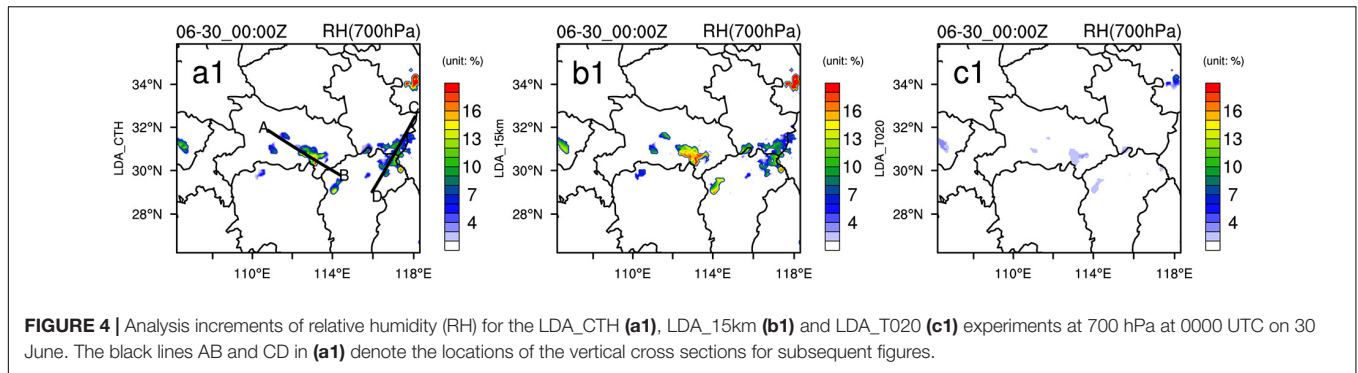 06-30_00:00Z RH(700hPa)
a1
(unit: %)
34°N
32°N
30°N
28°N
LDA_CTH
A
B
C
D
16
13
10
7
4
110°E 114°E 118°E
06-30_00:00Z RH(700hPa)
b1
(unit: %)
34°N
32°N
30°N
28°N
LDA_15km
16
13
10
7
4
110°E 114°E 118°E
06-30_00:00Z RH(700hPa)
c1
(unit: %)
34°N
32°N
30°N
28°N
LDA_T020
16
13
10
7
4
110°E 114°E 118°E
FIGURE 4 | Analysis increments of relative humidity (RH) for the LDA_CTH (a1), LDA_15km (b1) and LDA_T020 (c1) experiments at 700 hPa at 0000 UTC on 30
June. The black lines AB and CD in (a1) denote the locations of the vertical cross sections for subsequent figures.